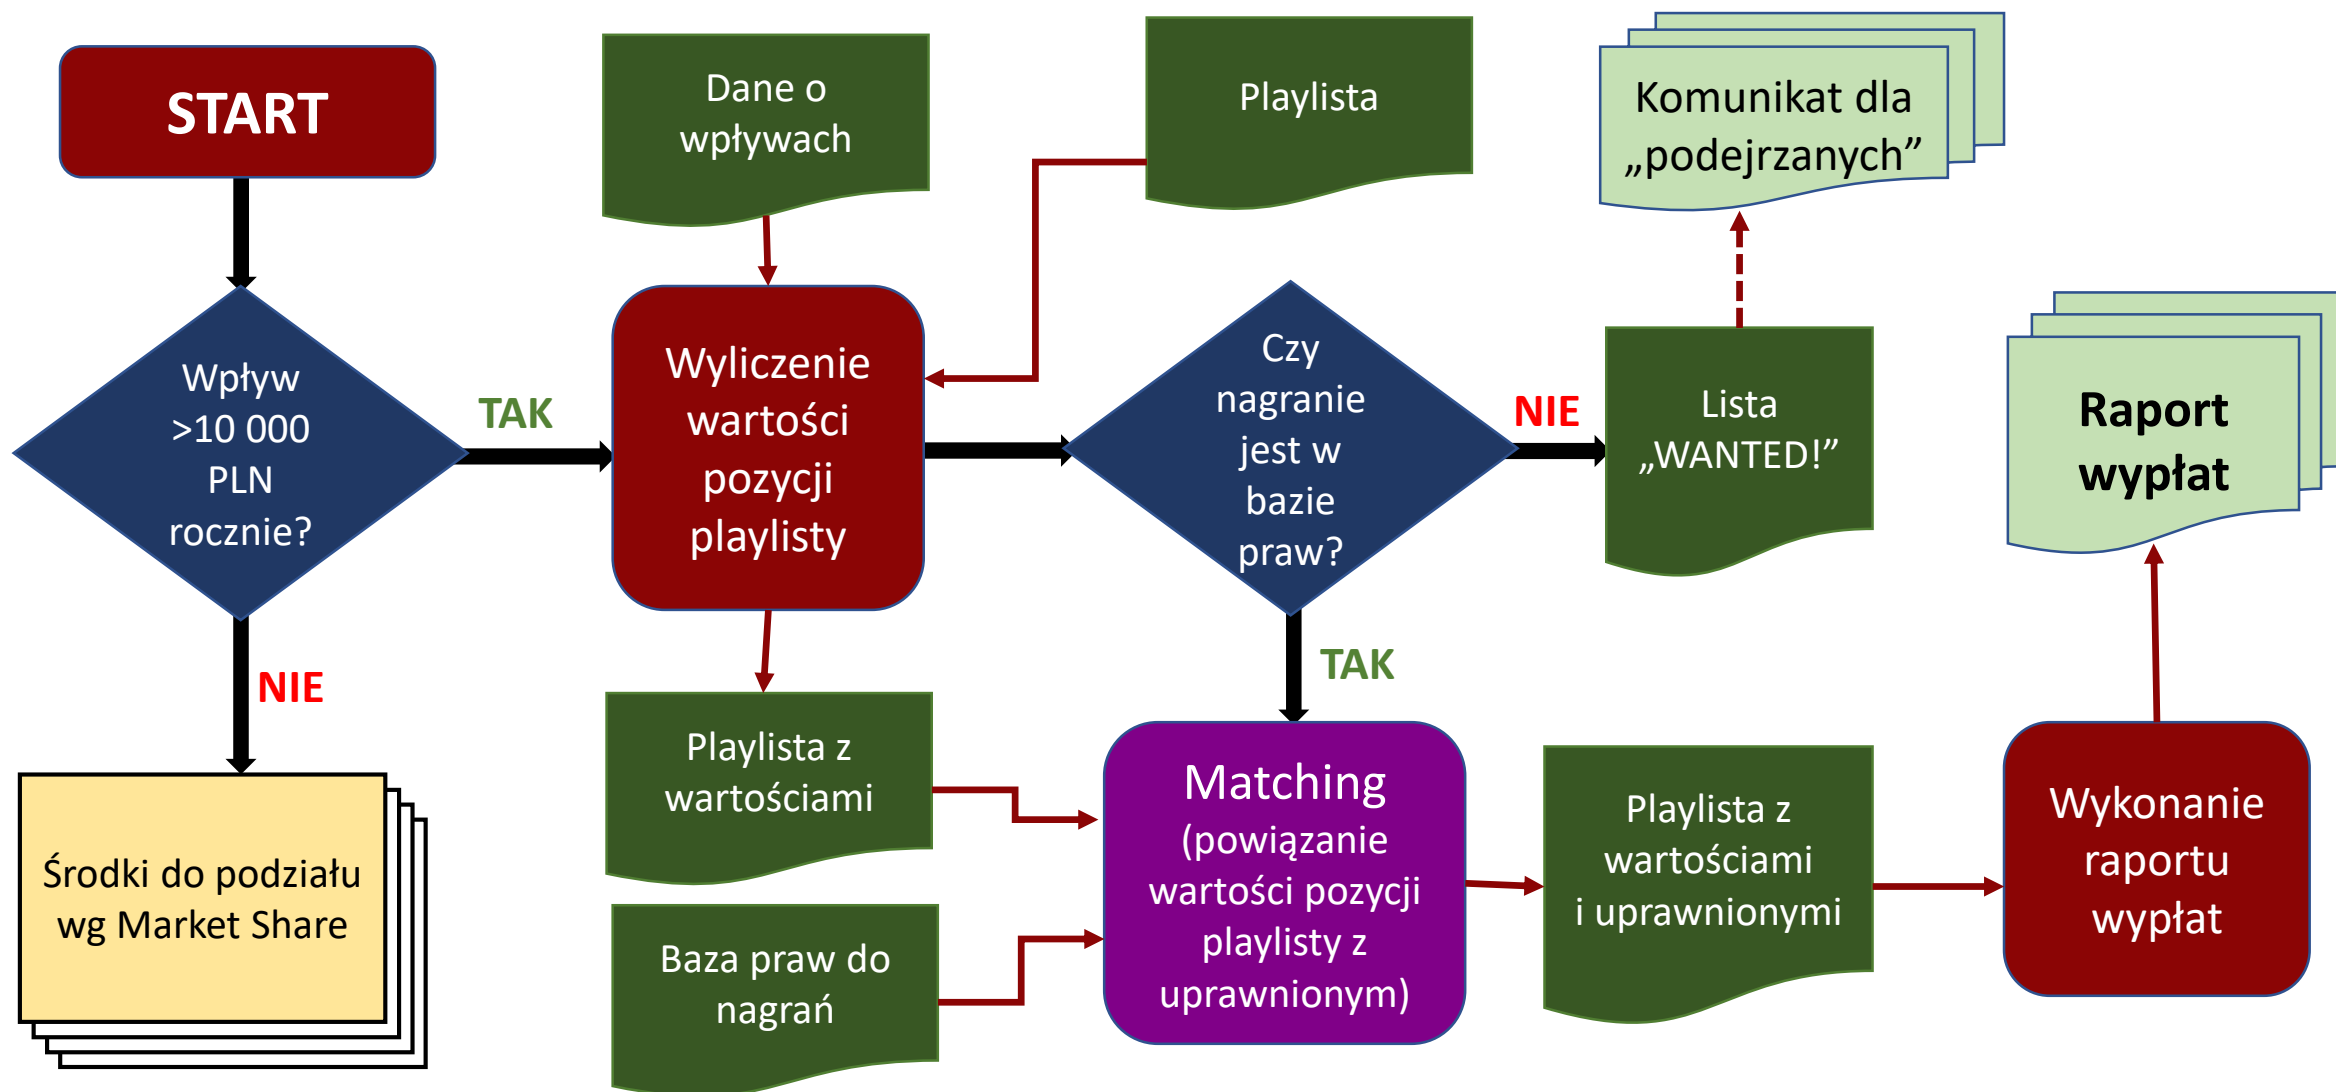 START
Dane o
wpływach
Playlista
Komunikat dla
„podejrzanych”
Wpływ
>10 000
PLN
rocznie?
TAK
Wyliczenie
wartości
pozycji
playlisty
Czy
nagranie
jest w
bazie
praw?
NIE
Lista
„WANTED!”
Raport
wypłat
NIE
TAK
Środki do podziału
wg Market Share
Playlista z
wartościami
Baza praw do
nagrań
Matching
(powiązanie
wartości pozycji
playlisty z
uprawnionym)
Playlista z
wartościami
i uprawnionymi
Wykonanie
raportu
wypłat